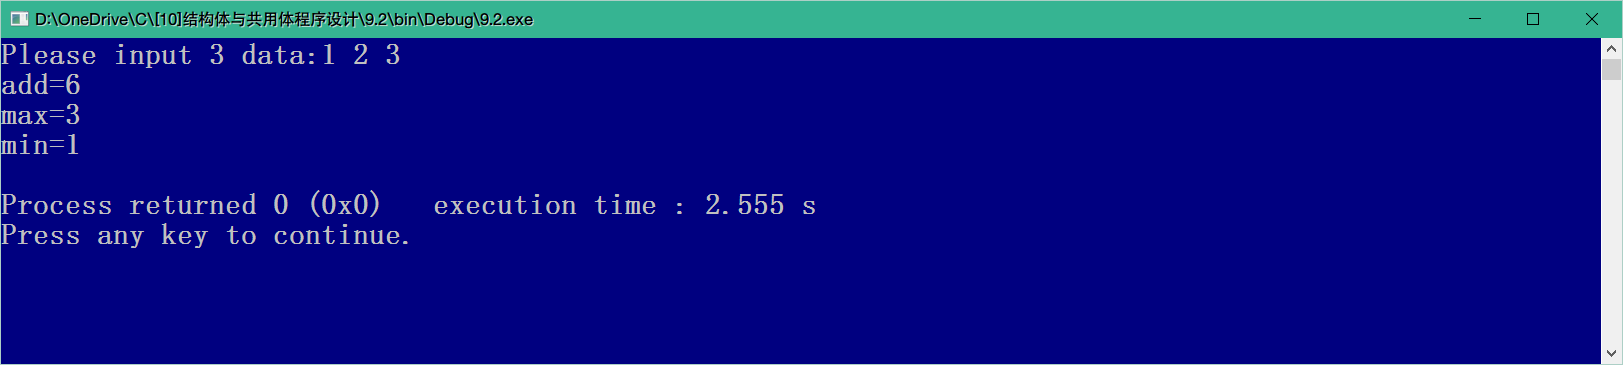 D:\OneDrive\C\[10]结构体与共用体程序设计\9.2\bin\Debug\9.2.exe
Please input 3 data:1 2 3
add=6
max=3
min=1
Process returned 0 (0x0)   execution time : 2.555 s
Press any key to continue.